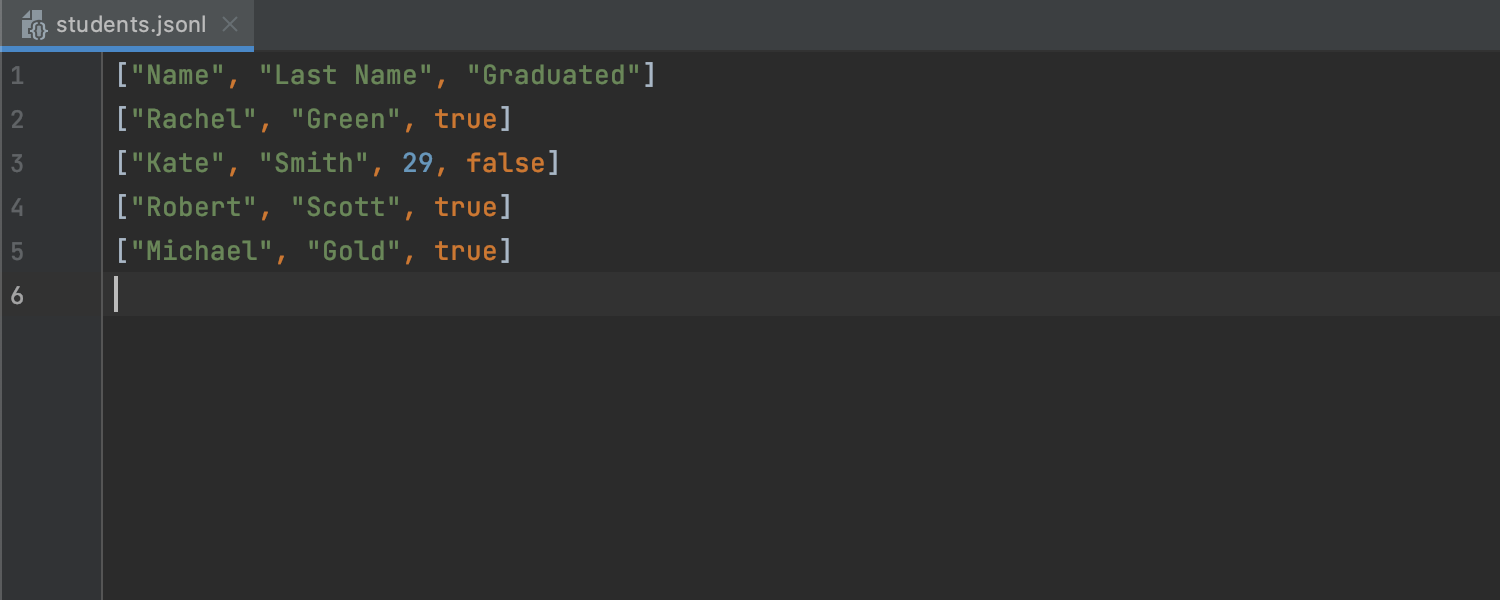 students.jsonl
1 ["Name", "Last Name", "Graduated"]
2 ["Rachel", "Green", true]
3 ["Kate", "Smith", 29, false]
4 ["Robert", "Scott", true]
5 ["Michael", "Gold", true]
6